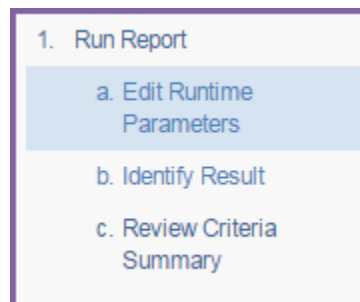 1. Run Report
a. Edit Runtime
Parameters
b. Identify Result
c. Review Criteria
Summary